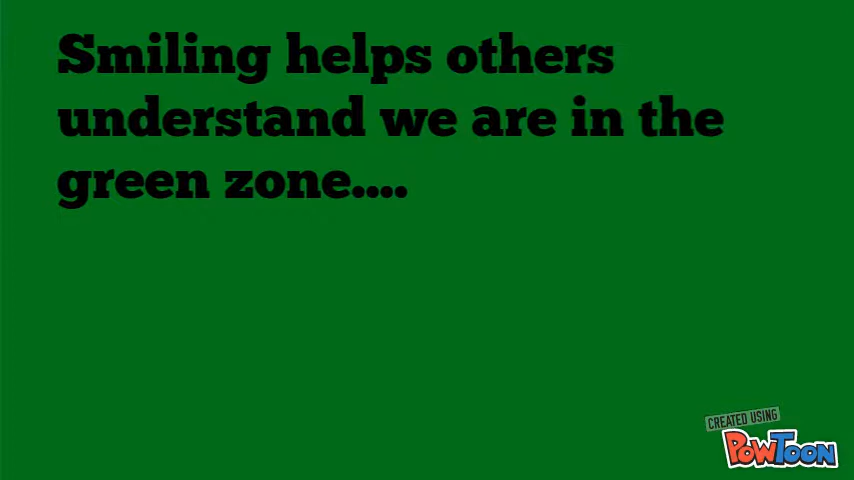 Smiling helps others
understand we are in the
green zone....
CREATED USING
POWTOON